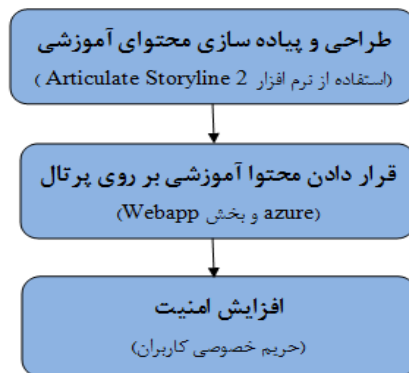 طراحی و پیاده سازی محتوای آموزشی
(استفاده از نرم افزار Articulate Storyline 2 )
قرار دادن محتوا آموزشی بر روی پرتال
(azure و بخش Webapp)
افزایش امنیت
(حریم خصوصی کاربران)